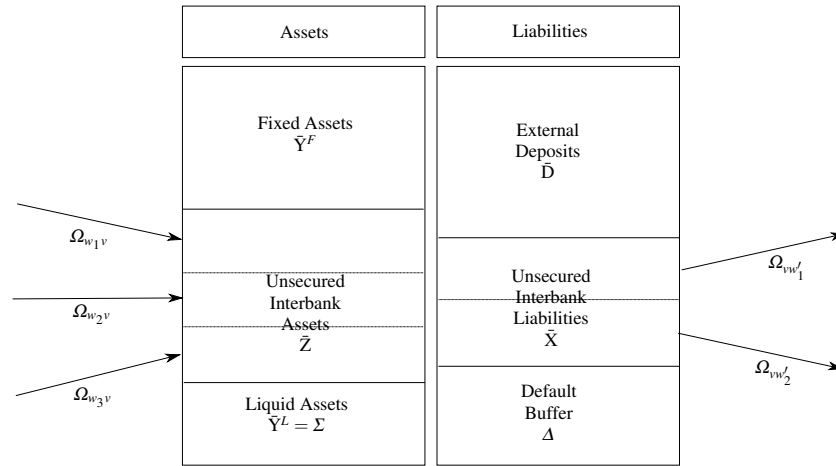 Assets
Liabilities
Fixed Assets
Ȳ^F
External
Deposits
D̄
Ω_{w₁v}
Ω_{w₂v}
Ω_{w₃v}
Unsecured
Interbank
Assets
Z̄
Unsecured
Interbank
Liabilities
X̄
Ω_{vw′₁}
Ω_{vw′₂}
Liquid Assets
Ȳ^L = Σ
Default
Buffer
Δ